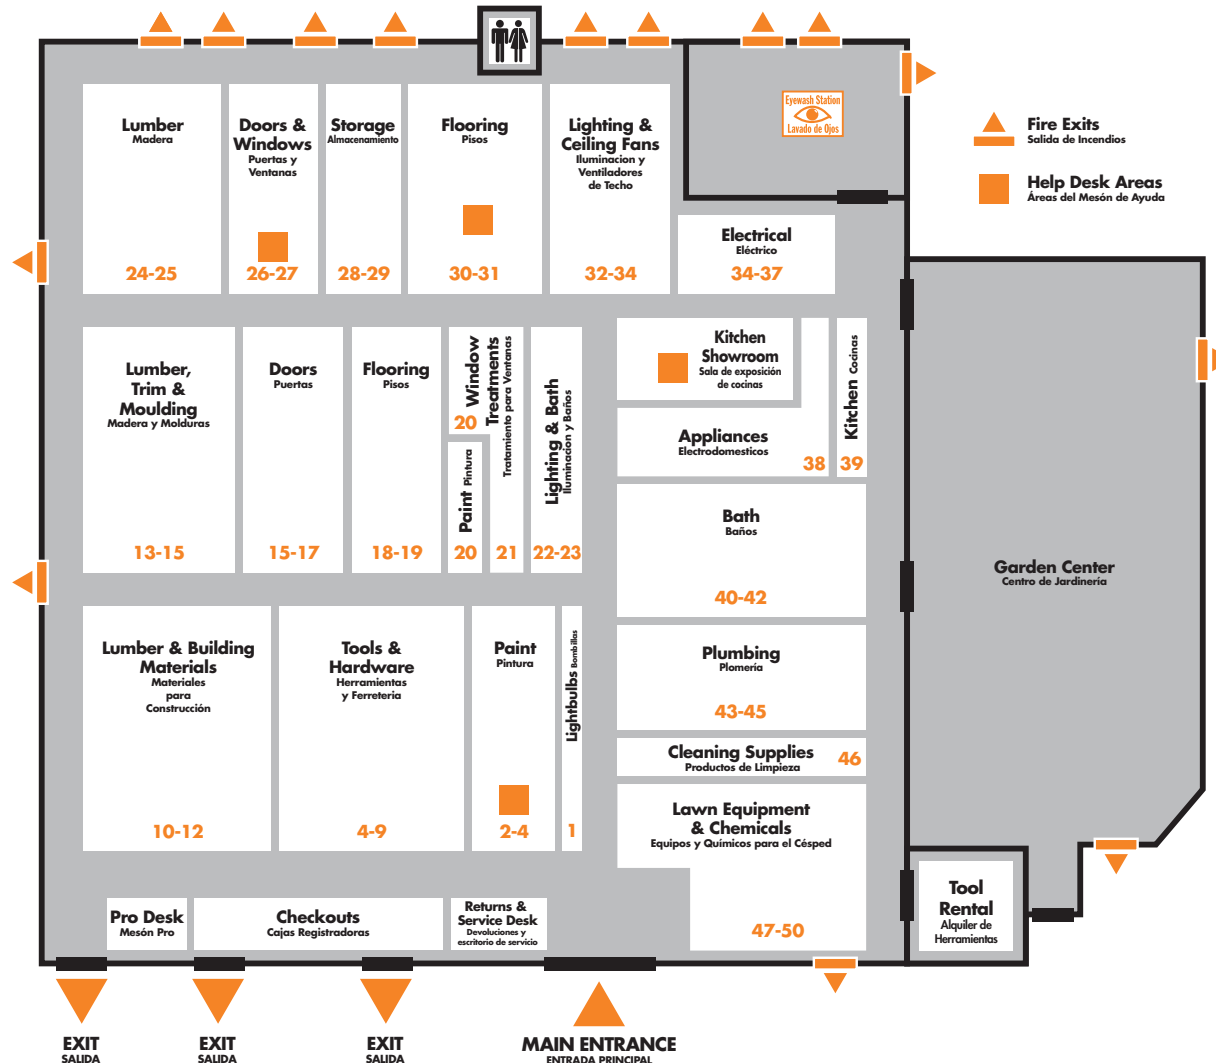 Eyewash Station
Lavado de Ojos
Fire Exits
Salida de Incendios
Help Desk Areas
Áreas del Mesón de Ayuda
Lumber
Madera
24-25
Doors &
Windows
Puertas y
Ventanas
26-27
Storage
Almacenamiento
28-29
Flooring
Pisos
30-31
Lighting &
Ceiling Fans
Iluminacion y
Ventiladores
de Techo
32-34
Electrical
Eléctrico
34-37
Lumber,
Trim &
Moulding
Madera y Molduras
13-15
Doors
Puertas
15-17
Flooring
Pisos
18-19
Window
Treatments
Tratamiento para Ventanas
20
21
Paint Pintura
20
Lighting & Bath
Iluminacion y Baños
22-23
Kitchen
Showroom
Sala de exposición
de cocinas
Appliances
Electrodomesticos
38
Kitchen Cocinas
39
Bath
Baños
40-42
Garden Center
Centro de Jardinería
Lumber & Building
Materials
Materiales
para
Construcción
10-12
Tools &
Hardware
Herramientas
y Ferreteria
4-9
Paint
Pintura
2-4
Lightbulbs Bombillas
1
Plumbing
Plomería
43-45
Cleaning Supplies
Productos de Limpieza
46
Lawn Equipment
& Chemicals
Equipos y Químicos para el Césped
47-50
Tool
Rental
Alquiler de
Herramientas
Pro Desk
Mesón Pro
Checkouts
Cajas Registradoras
Returns &
Service Desk
Devoluciones y
escritorio de servicio
EXIT
SALIDA
EXIT
SALIDA
EXIT
SALIDA
MAIN ENTRANCE
ENTRADA PRINCIPAL